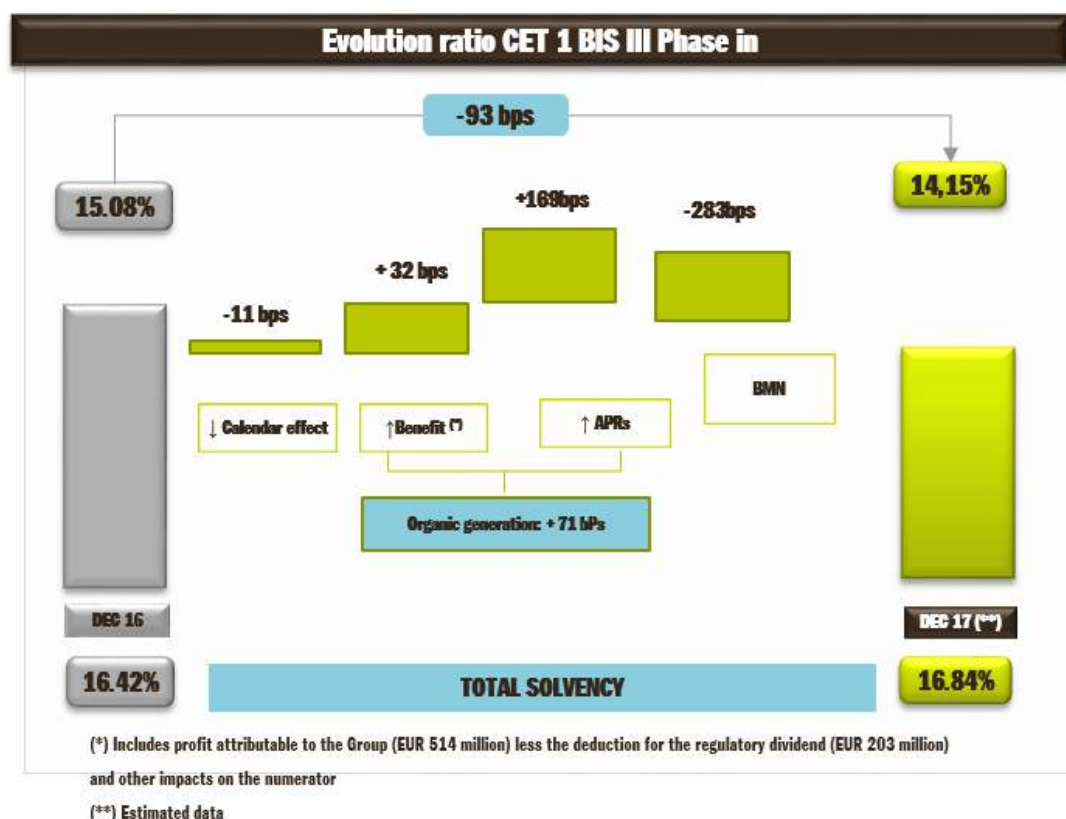 Evolution ratio CET 1 BIS III Phase in
-93 bps
15.08%
14,15%
+169bps
-283bps
+ 32 bps
-11 bps
BMN
↓ Calendar effect
↑Benefit (*)
↑ APRs
Organic generation: + 71 bPs
DEC 16
DEC 17 (**)
16.42%
TOTAL SOLVENCY
16.84%
(*) Includes profit attributable to the Group (EUR 514 million) less the deduction for the regulatory dividend (EUR 203 million)
and other impacts on the numerator
(**) Estimated data